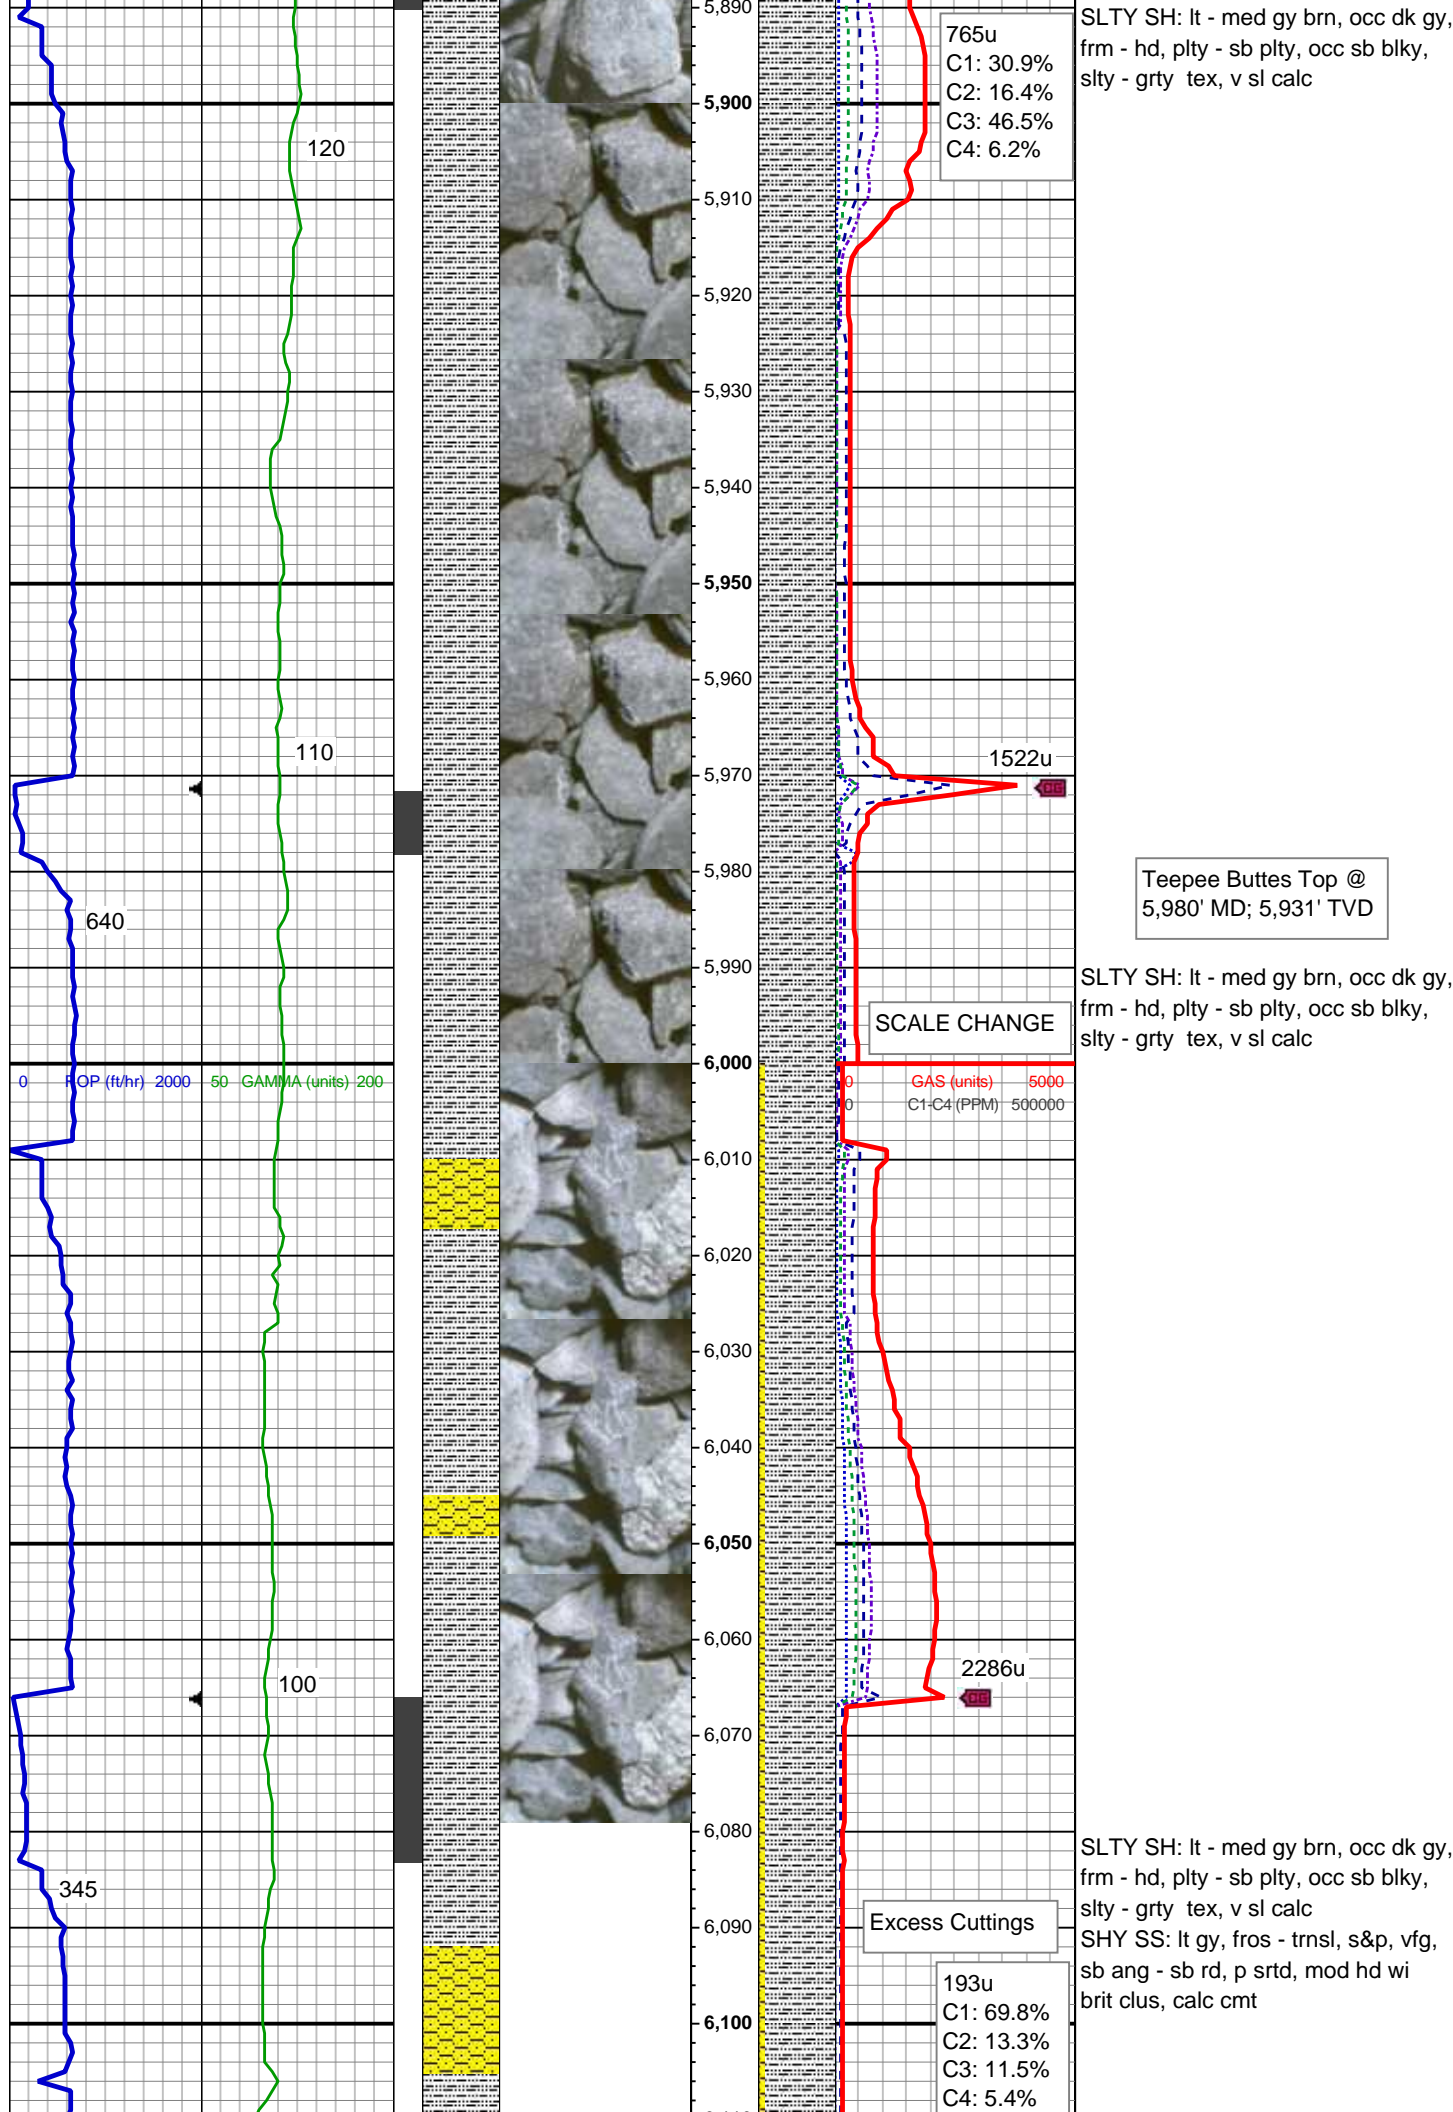 5,890
SLTY SH: lt - med gy brn, occ dk gy,
frm - hd, plty - sb plty, occ sb blky,
slty - grty tex, v sl calc
765u
C1: 30.9%
C2: 16.4%
C3: 46.5%
C4: 6.2%
5,900
120
5,910
5,920
5,930
5,940
5,950
5,960
110
1522u
5,970
CG
5,980
Teepee Buttes Top @
5,980' MD; 5,931' TVD
640
5,990
SLTY SH: lt - med gy brn, occ dk gy,
frm - hd, plty - sb plty, occ sb blky,
slty - grty tex, v sl calc
SCALE CHANGE
6,000
0 ROP (ft/hr) 2000 50 GAMMA (units) 200
0 GAS (units) 5000
0 C1-C4 (PPM) 500000
6,010
6,020
6,030
6,040
6,050
6,060
2286u
100
CG
6,070
6,080
SLTY SH: lt - med gy brn, occ dk gy,
frm - hd, plty - sb plty, occ sb blky,
slty - grty tex, v sl calc
345
6,090
Excess Cuttings
SHY SS: lt gy, fros - trnsl, s&p, vfg,
sb ang - sb rd, p srtd, mod hd wi
brit clus, calc cmt
193u
C1: 69.8%
C2: 13.3%
C3: 11.5%
C4: 5.4%
6,100